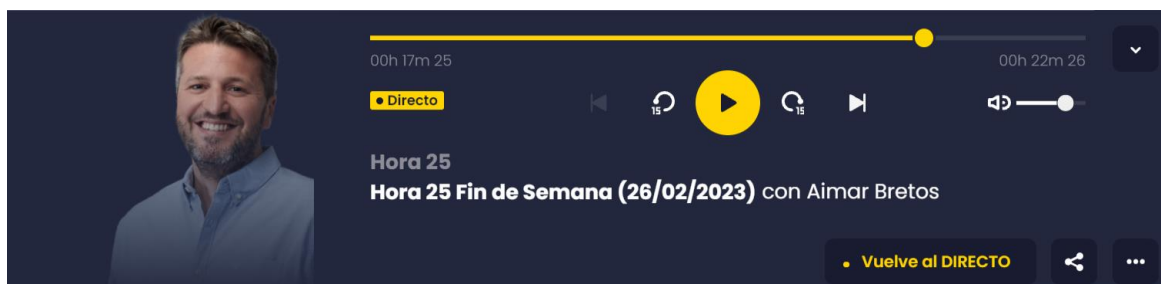 00h 17m 25
00h 22m 26
• Directo
15
15
Hora 25
Hora 25 Fin de Semana (26/02/2023) con Aimar Bretos
• Vuelve al DIRECTO